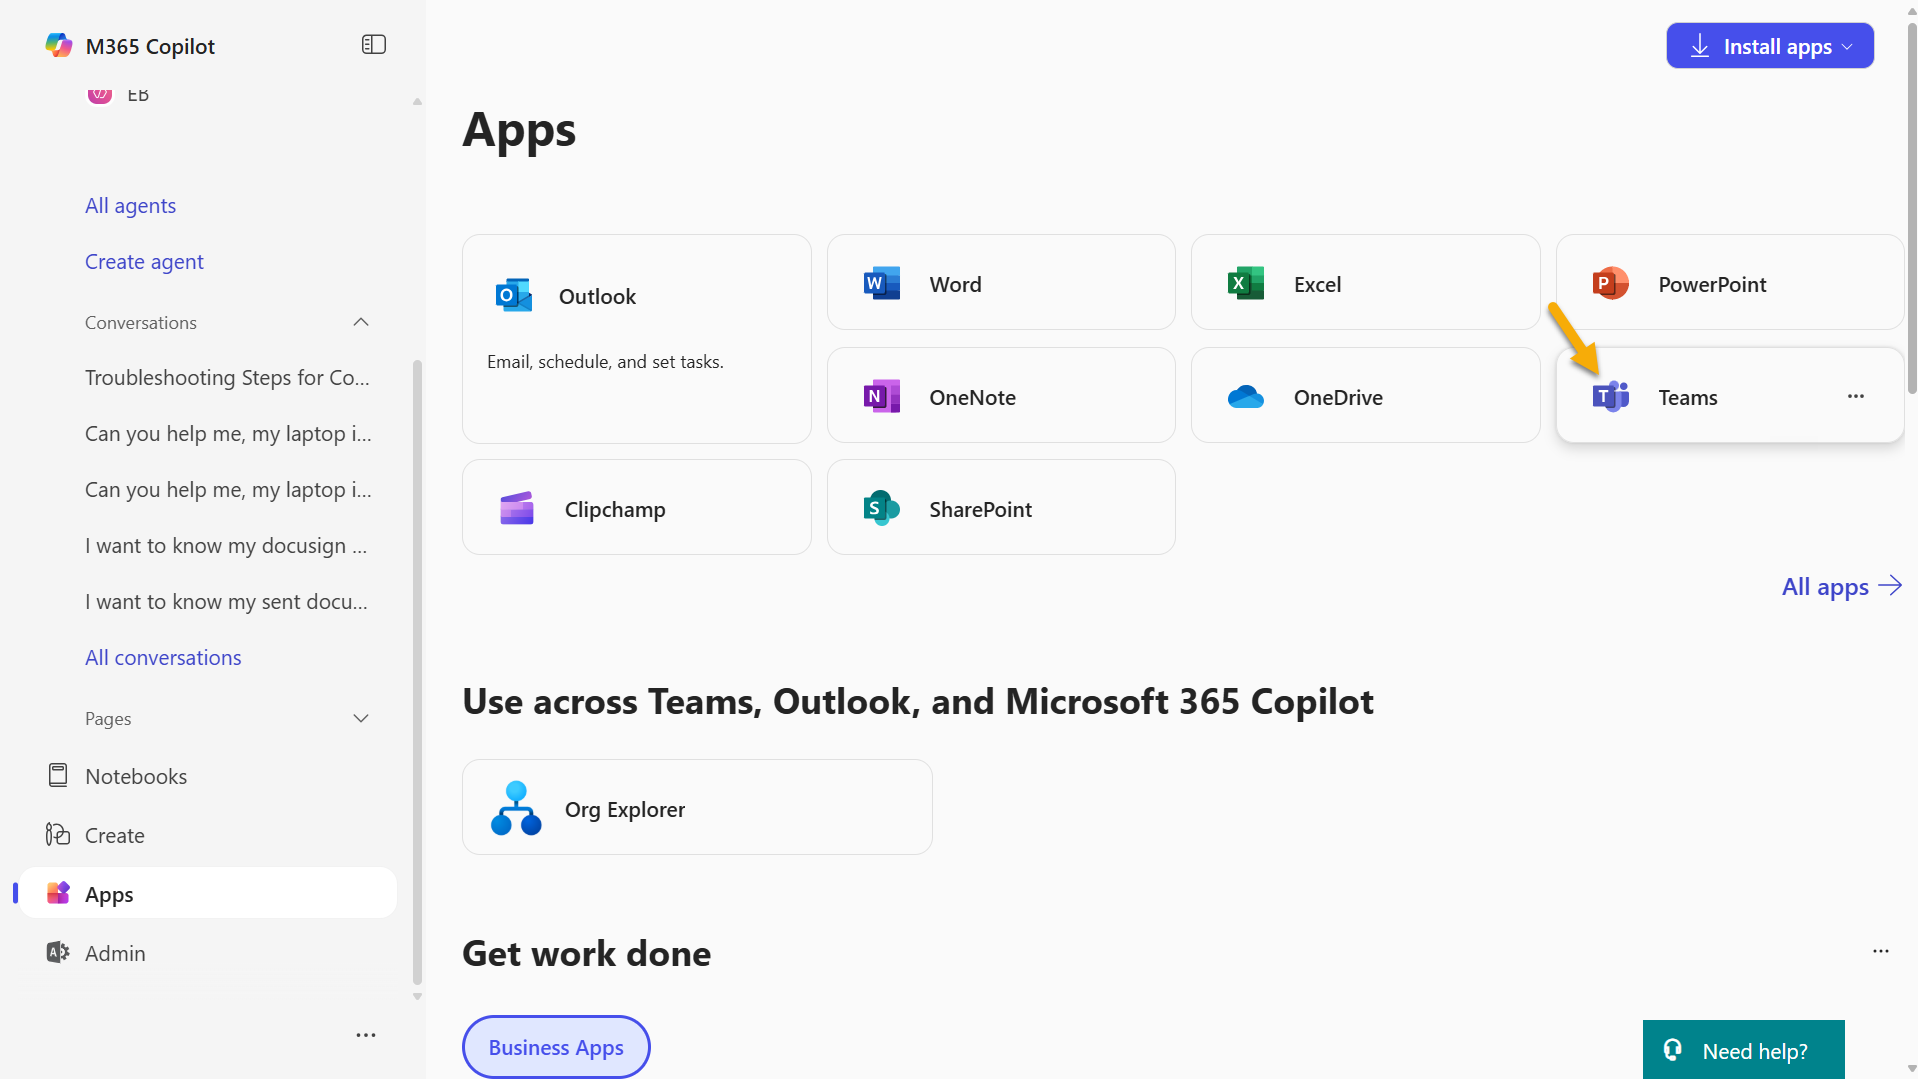 M365 Copilot
EB
All agents
Create agent
Conversations
Troubleshooting Steps for Co...
Can you help me, my laptop i...
Can you help me, my laptop i...
I want to know my docusign ...
I want to know my sent docu...
All conversations
Pages
Notebooks
Create
Apps
Admin
Install apps
Apps
Outlook
Email, schedule, and set tasks.
Word
Excel
PowerPoint
OneNote
OneDrive
Teams
Clipchamp
SharePoint
All apps
Use across Teams, Outlook, and Microsoft 365 Copilot
Org Explorer
Get work done
Business Apps
Need help?